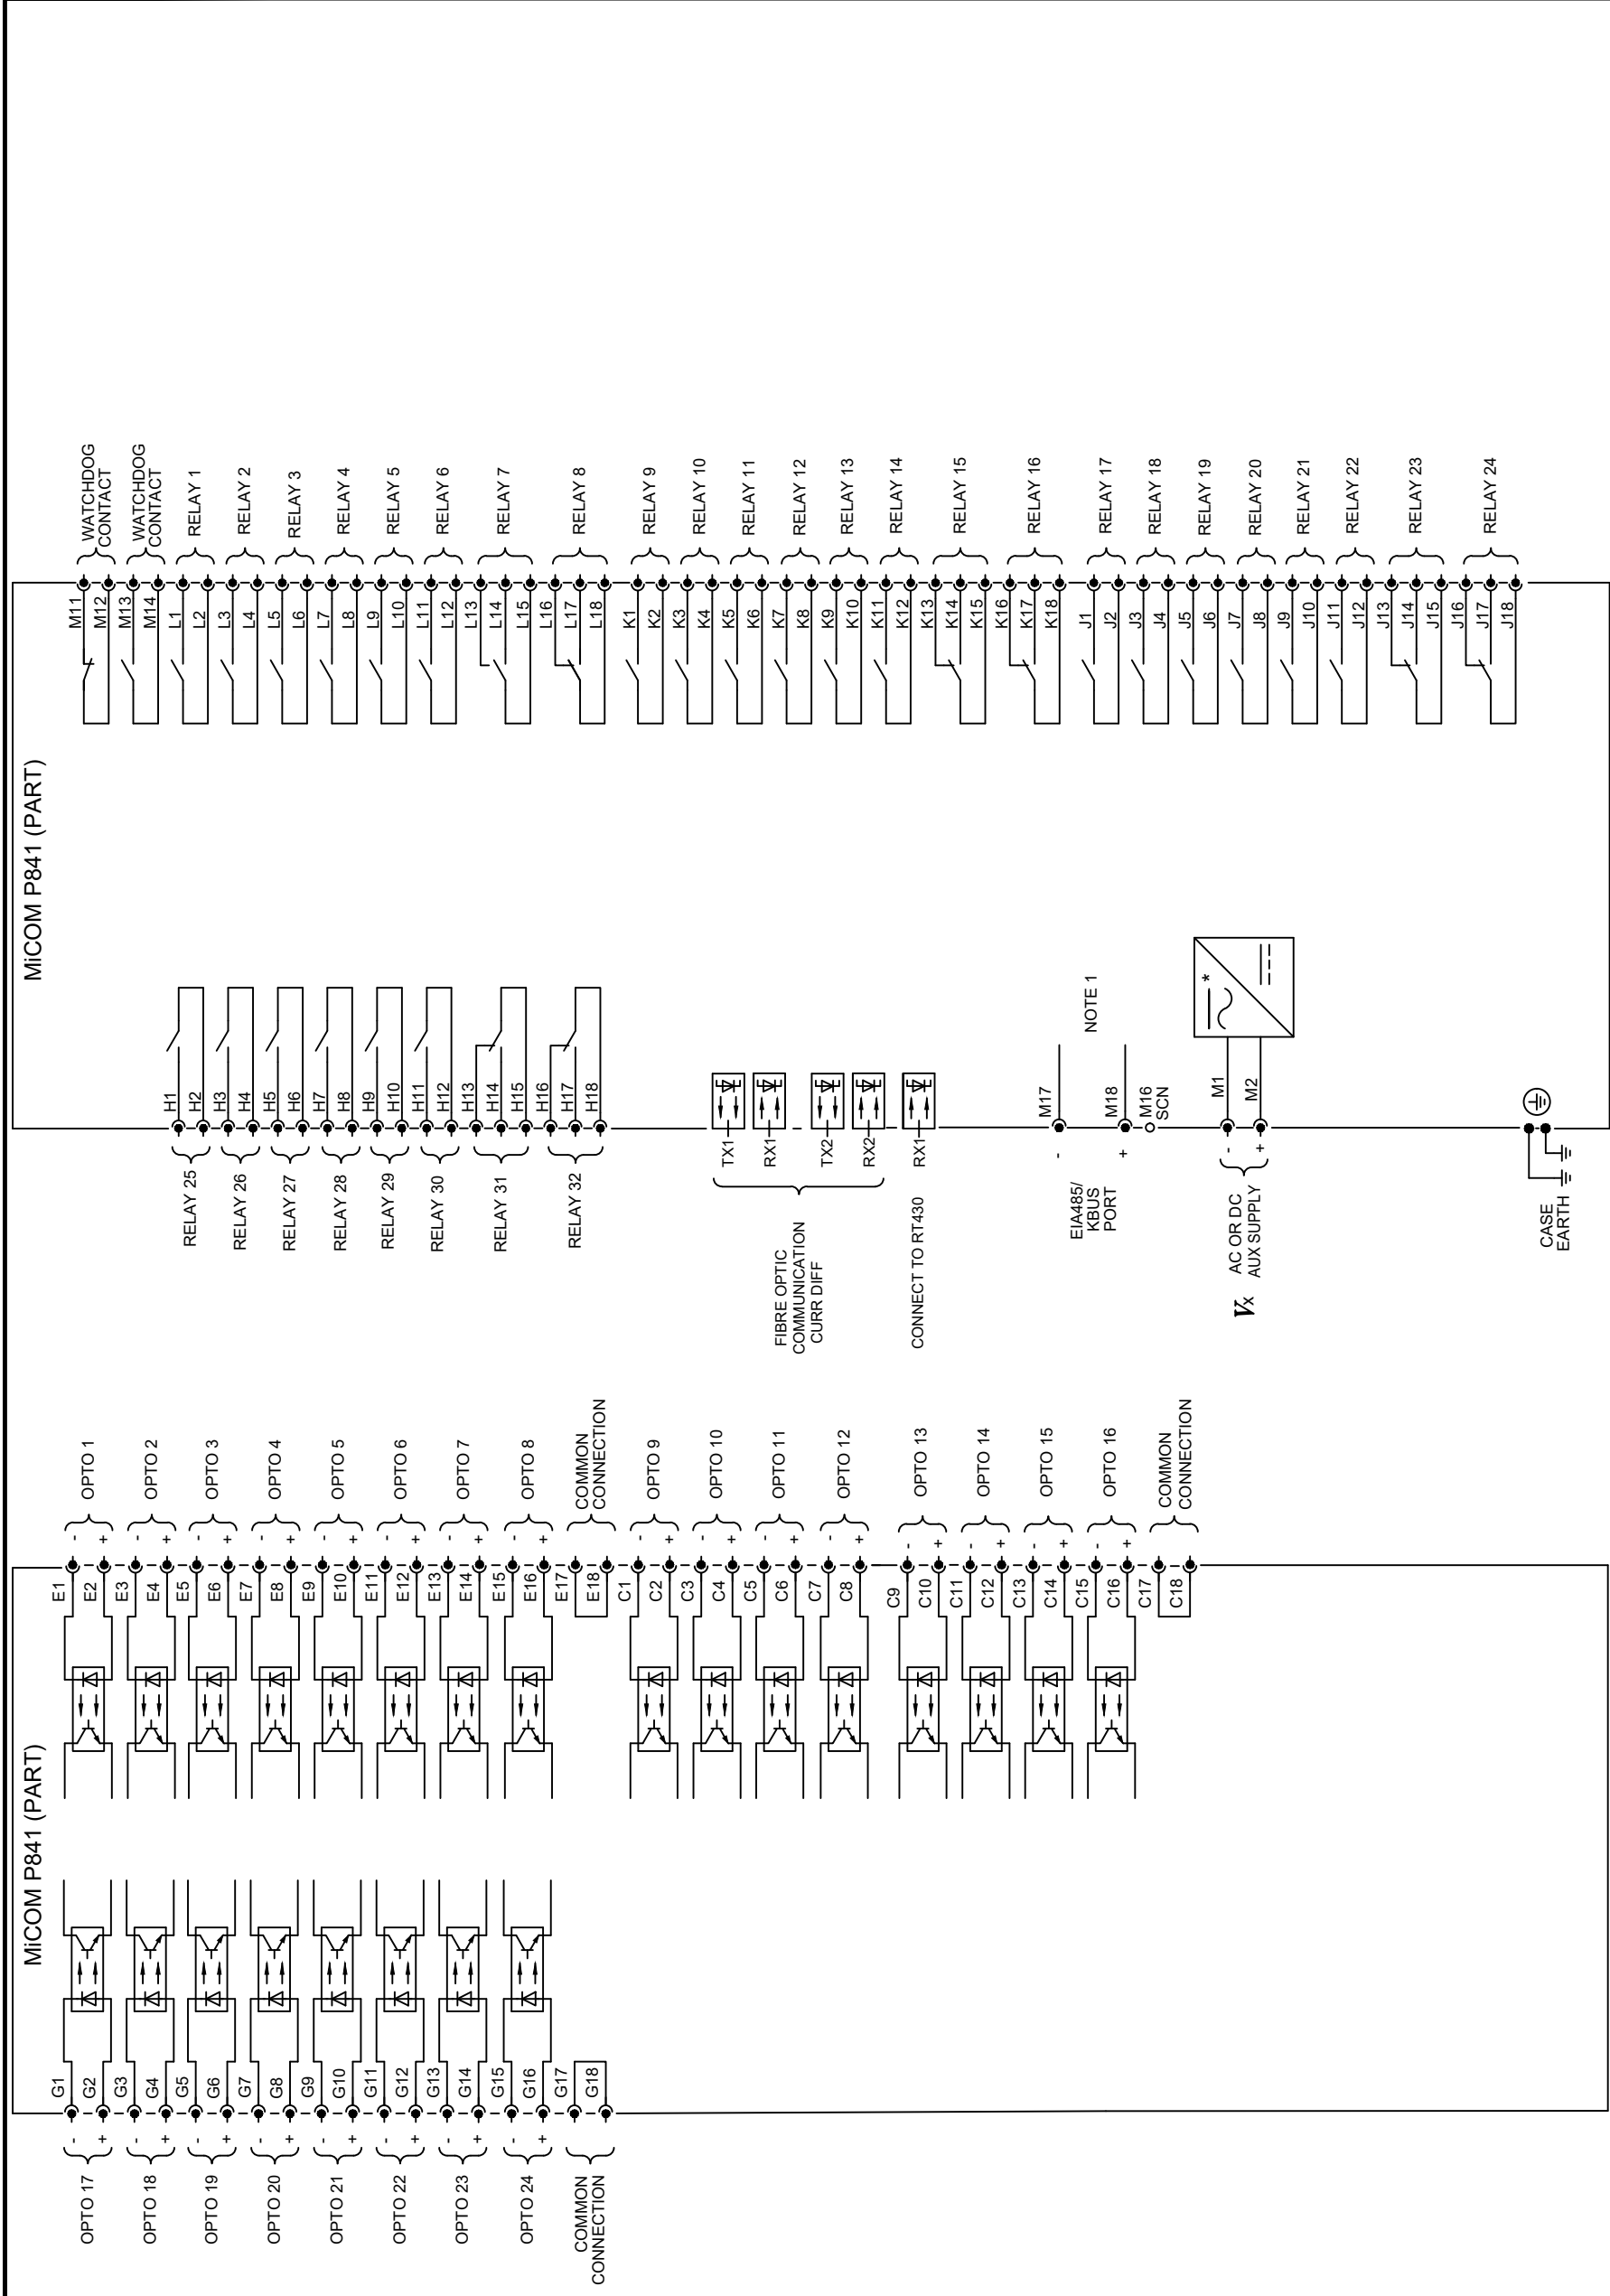 MiCOM P841 (PART)
G1
G2
G3
G4
G5
G6
G7
G8
G9
G10
G11
G12
G13
G14
G15
G16
G17
G18
-
+
-
+
-
+
-
+
-
+
-
+
-
+
-
+
OPTO 17
OPTO 18
OPTO 19
OPTO 20
OPTO 21
OPTO 22
OPTO 23
OPTO 24
COMMON
CONNECTION
E1
E2
E3
E4
E5
E6
E7
E8
E9
E10
E11
E12
E13
E14
E15
E16
E17
E18
C1
C2
C3
C4
C5
C6
C7
C8
C9
C10
C11
C12
C13
C14
C15
C16
C17
C18
-
+
-
+
-
+
-
+
-
+
-
+
-
+
-
+
-
+
-
+
-
+
-
+
-
+
-
+
-
+
-
+
OPTO 1
OPTO 2
OPTO 3
OPTO 4
OPTO 5
OPTO 6
OPTO 7
OPTO 8
COMMON
CONNECTION
OPTO 9
OPTO 10
OPTO 11
OPTO 12
OPTO 13
OPTO 14
OPTO 15
OPTO 16
COMMON
CONNECTION
MiCOM P841 (PART)
RELAY 25
RELAY 26
RELAY 27
RELAY 28
RELAY 29
RELAY 30
RELAY 31
RELAY 32
H1
H2
H3
H4
H5
H6
H7
H8
H9
H10
H11
H12
H13
H14
H15
H16
H17
H18
FIBRE OPTIC
COMMUNICATION
CURR DIFF
TX1
RX1
TX2
RX2
CONNECT TO RT430
RX1
EIA485/
KBUS
PORT
-
+
M17
M18
M16
SCN
NOTE 1
Vx
AC OR DC
AUX SUPPLY
-
+
M1
M2
*
CASE
EARTH
M11
M12
M13
M14
L1
L2
L3
L4
L5
L6
L7
L8
L9
L10
L11
L12
L13
L14
L15
L16
L17
L18
K1
K2
K3
K4
K5
K6
K7
K8
K9
K10
K11
K12
K13
K14
K15
K16
K17
K18
J1
J2
J3
J4
J5
J6
J7
J8
J9
J10
J11
J12
J13
J14
J15
J16
J17
J18
WATCHDOG
CONTACT
WATCHDOG
CONTACT
RELAY 1
RELAY 2
RELAY 3
RELAY 4
RELAY 5
RELAY 6
RELAY 7
RELAY 8
RELAY 9
RELAY 10
RELAY 11
RELAY 12
RELAY 13
RELAY 14
RELAY 15
RELAY 16
RELAY 17
RELAY 18
RELAY 19
RELAY 20
RELAY 21
RELAY 22
RELAY 23
RELAY 24